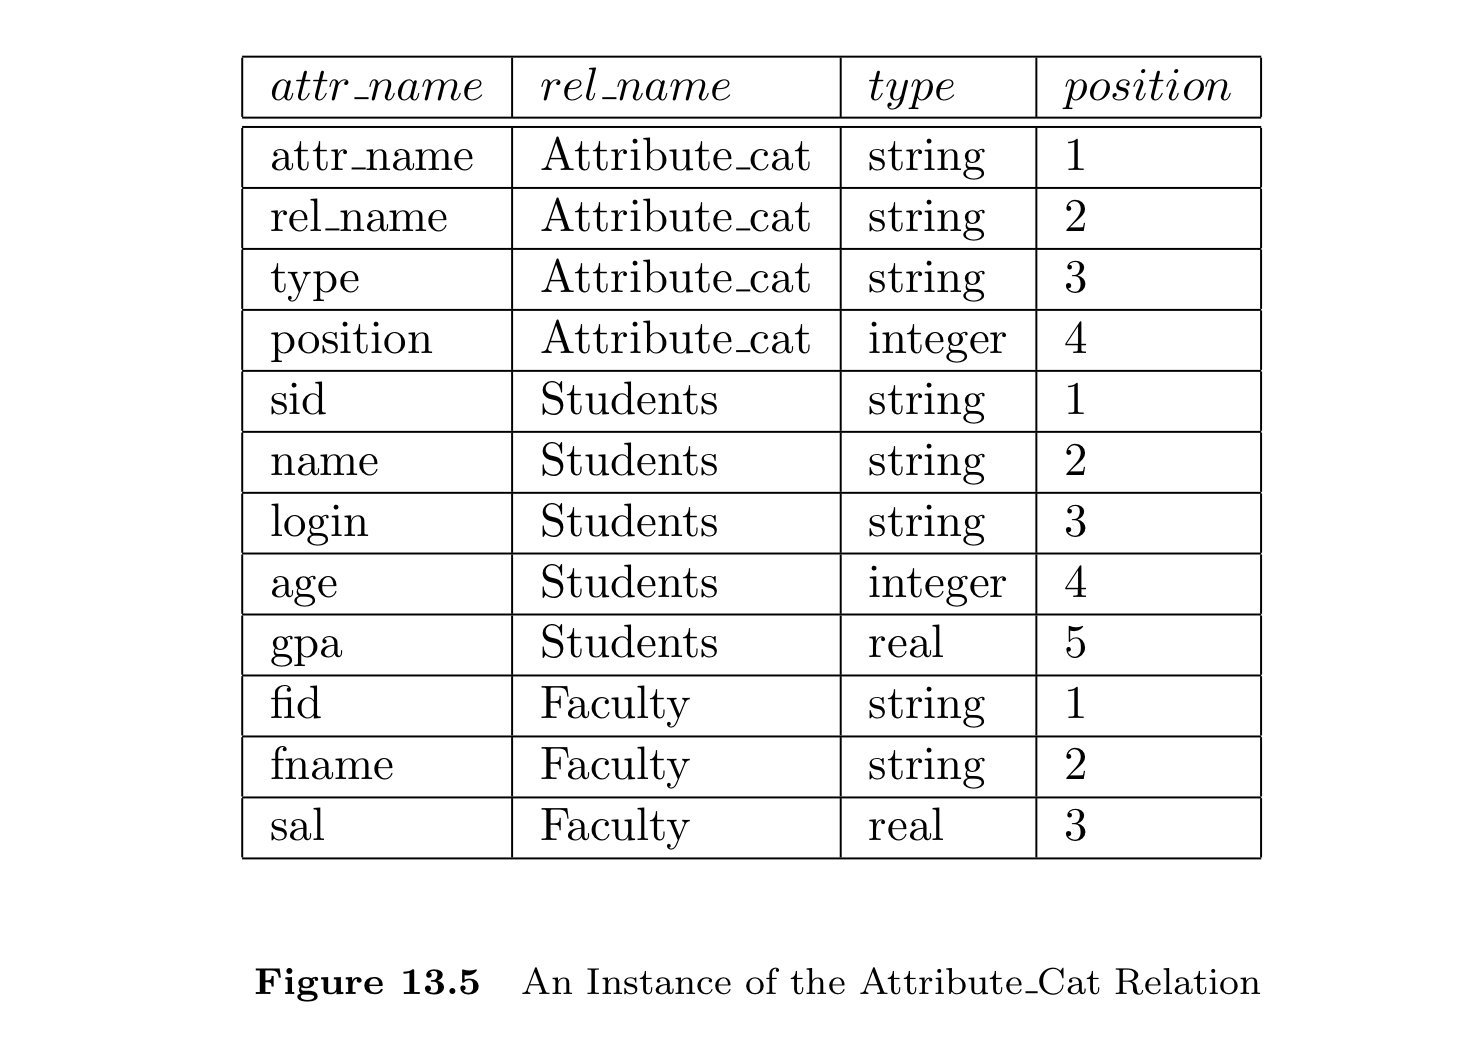 attr_name rel_name type position
attr_name Attribute_cat string 1
rel_name Attribute_cat string 2
type Attribute_cat string 3
position Attribute_cat integer 4
sid Students string 1
name Students string 2
login Students string 3
age Students integer 4
gpa Students real 5
fid Faculty string 1
fname Faculty string 2
sal Faculty real 3
Figure 13.5 An Instance of the Attribute_Cat Relation